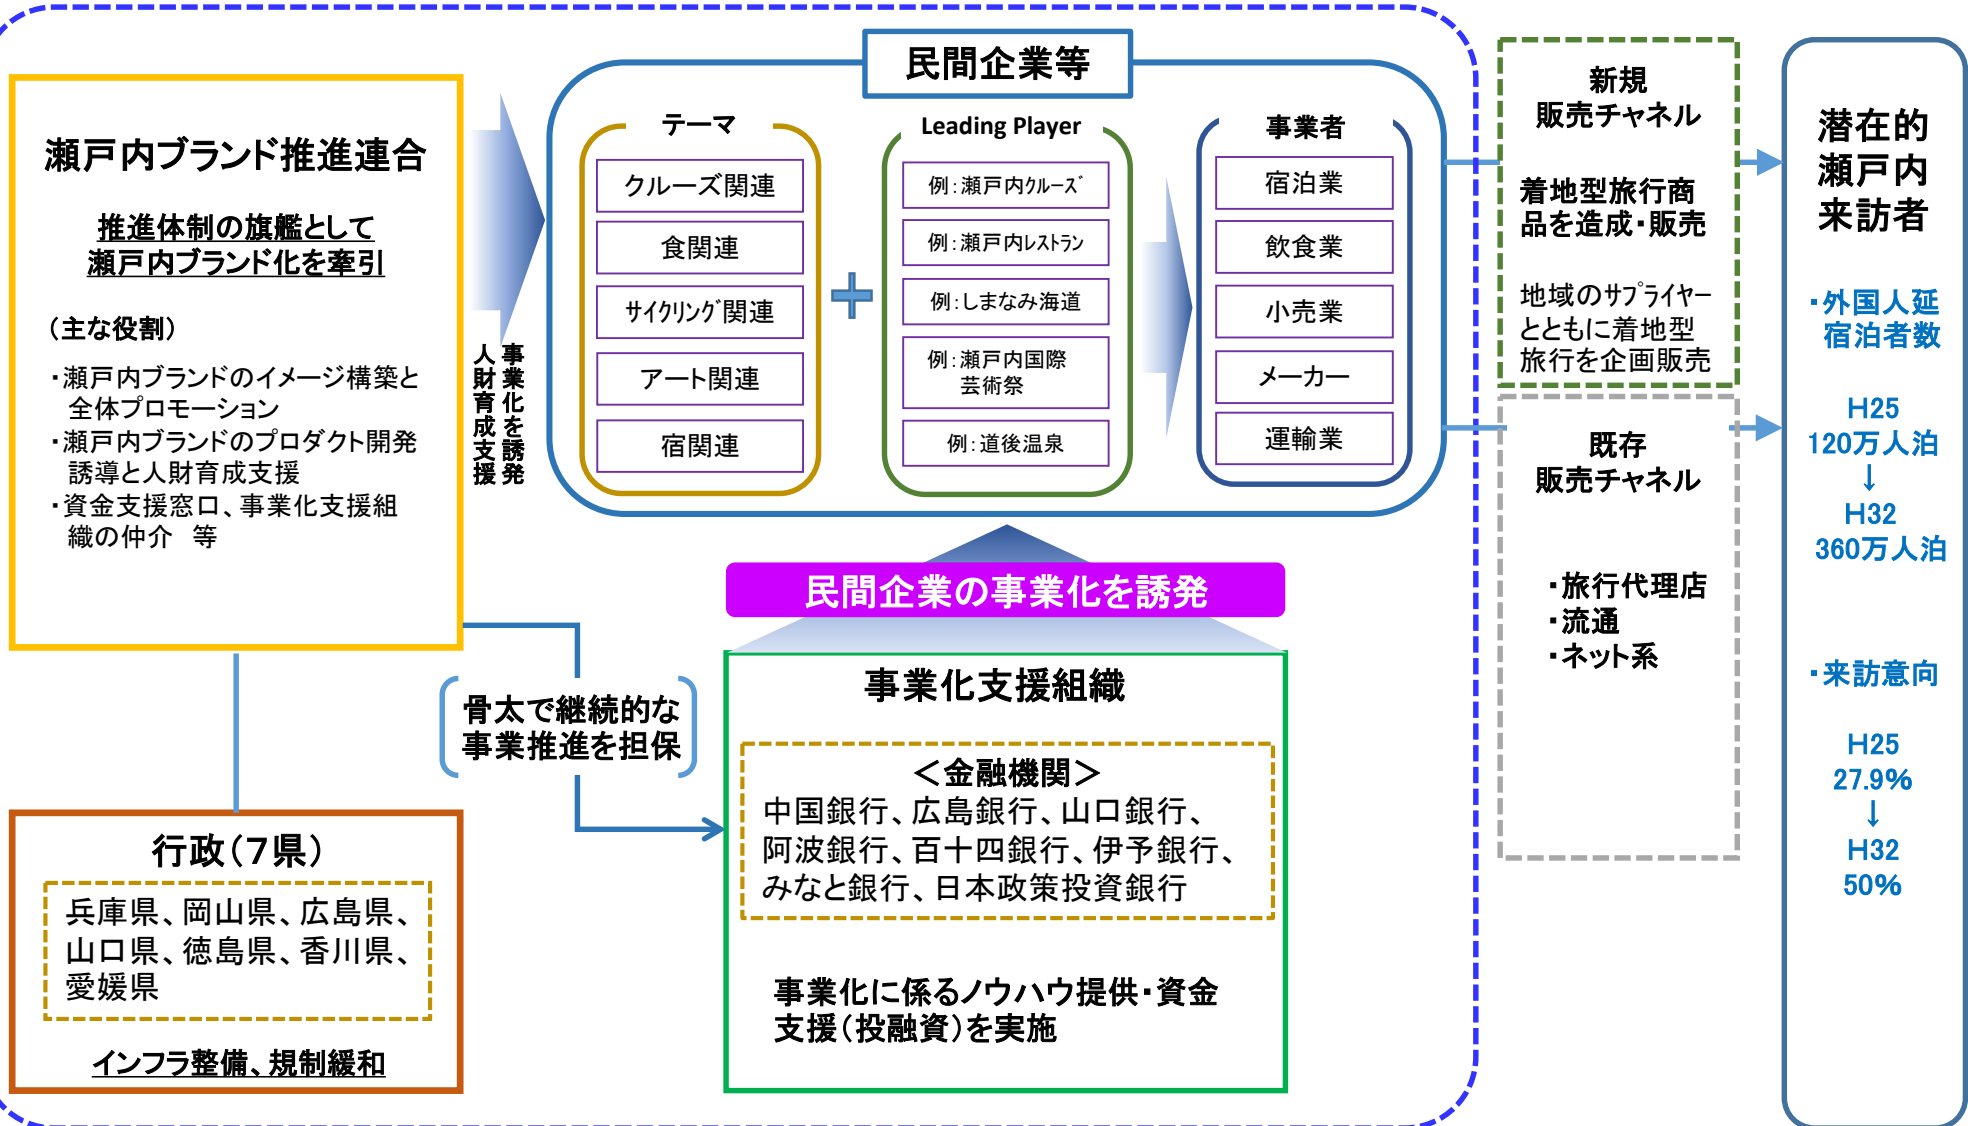 瀬戸内ブランド推進連合
推進体制の旗艦として
瀬戸内ブランド化を牽引
（主な役割）
・瀬戸内ブランドのイメージ構築と
全体プロモーション
・瀬戸内ブランドのプロダクト開発
誘導と人財育成支援
・資金支援窓口、事業化支援組
織の仲介　等
事業化を誘発
人財育成支援
民間企業等
テーマ
クルーズ関連
食関連
サイクリング関連
アート関連
宿関連
Leading Player
例：瀬戸内クルーズ
例：瀬戸内レストラン
例：しまなみ海道
例：瀬戸内国際
芸術祭
例：道後温泉
事業者
宿泊業
飲食業
小売業
メーカー
運輸業
民間企業の事業化を誘発
骨太で継続的な
事業推進を担保
事業化支援組織
＜金融機関＞
中国銀行、広島銀行、山口銀行、
阿波銀行、百十四銀行、伊予銀行、
みなと銀行、日本政策投資銀行
事業化に係るノウハウ提供・資金
支援（投融資）を実施
行政（7県）
兵庫県、岡山県、広島県、
山口県、徳島県、香川県、
愛媛県
インフラ整備、規制緩和
新規
販売チャネル
着地型旅行商
品を造成・販売
地域のサプライヤー
とともに着地型
旅行を企画販売
既存
販売チャネル
・旅行代理店
・流通
・ネット系
潜在的
瀬戸内
来訪者
・外国人延
宿泊者数
H25
120万人泊
↓
H32
360万人泊
・来訪意向
H25
27.9%
↓
H32
50%